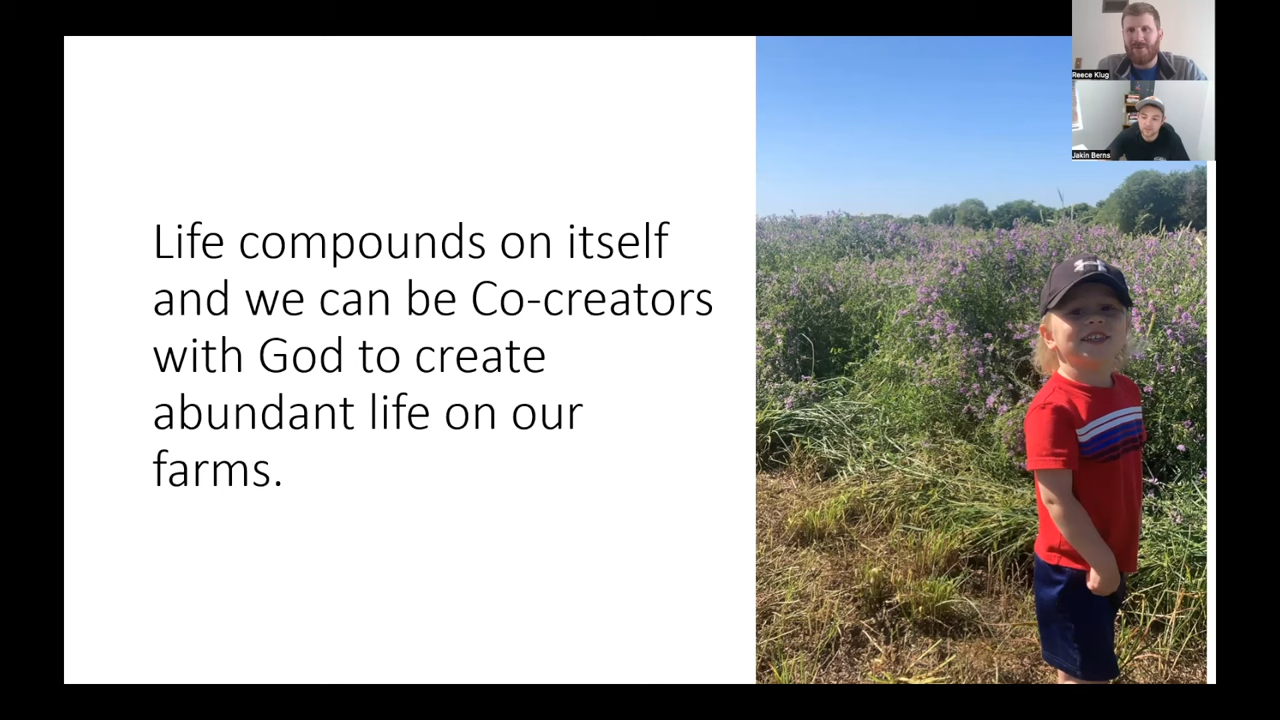 Life compounds on itself
and we can be Co-creators
with God to create
abundant life on our
farms.
Reece Klug
Jakin Berns